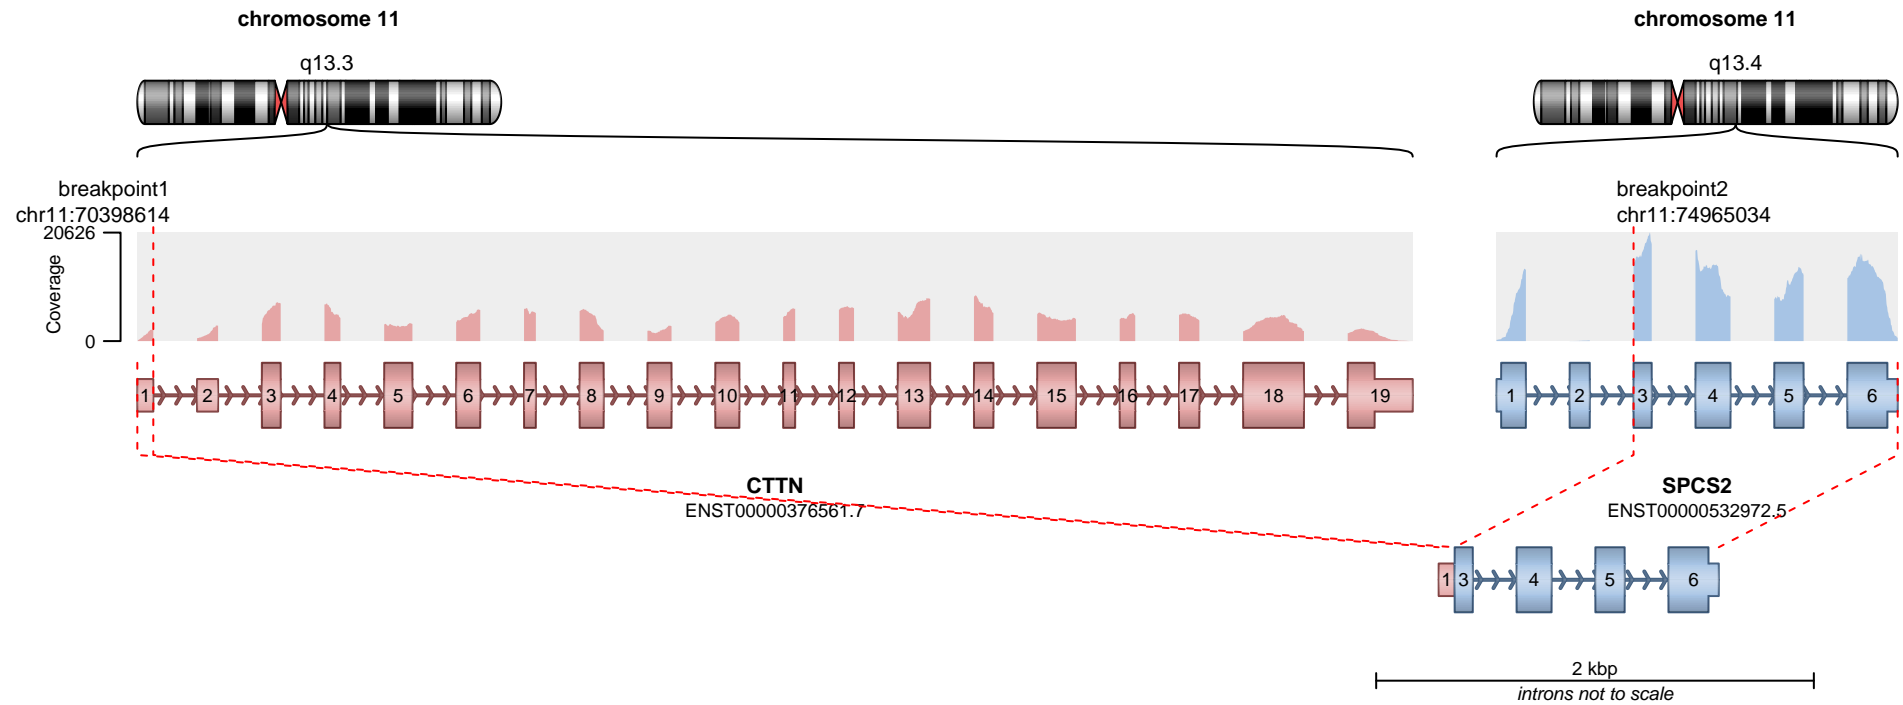 chromosome 11
chromosome 11
q13.3
q13.4
breakpoint1
chr11:70398614
breakpoint2
chr11:74965034
20626
Coverage
0
1 2 3 4 5 6 7 8 9 10 11 12 13 14 15 16 17 18 19
1 2 3 4 5 6
CTTN
ENST00000376561.7
SPCS2
ENST00000532972.5
1 3 4 5 6
2 kbp
introns not to scale